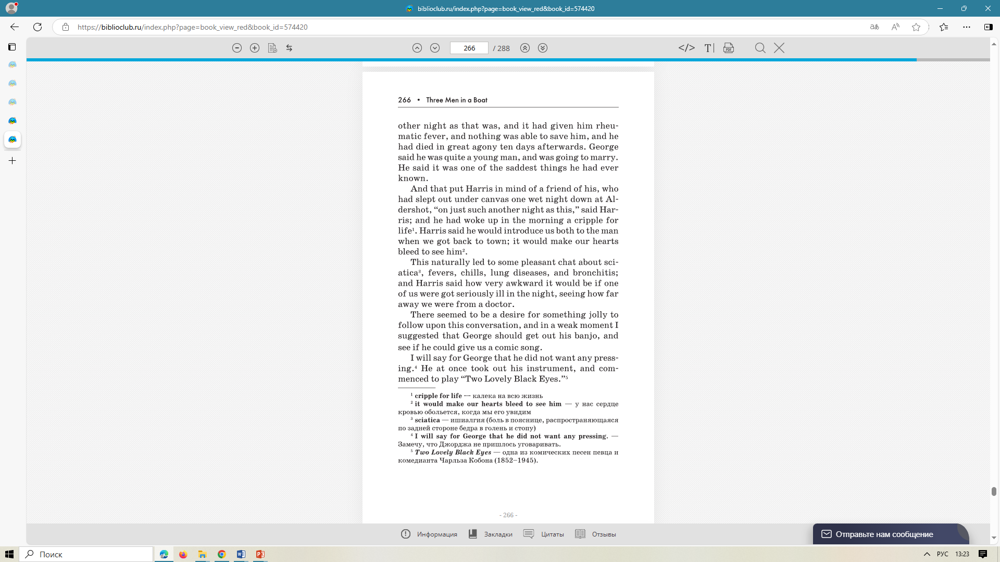 biblioclub.ru/index.php?page=book_view_red&book_id=574420
https://biblioclub.ru/index.php?page=book_view_red&book_id=574420
266 / 288
266 • Three Men in a Boat
other night as that was, and it had given him rheu-
matic fever, and nothing was able to save him, and he
had died in great agony ten days afterwards. George
said he was quite a young man, and was going to marry.
He said it was one of the saddest things he had ever
known.
And that put Harris in mind of a friend of his, who
had slept out under canvas one wet night down at Al-
dershot, “on just such another night as this,” said Har-
ris; and he had woke up in the morning a cripple for
life¹. Harris said he would introduce us both to the man
when we got back to town; it would make our hearts
bleed to see him².
This naturally led to some pleasant chat about sci-
atica³, fevers, chills, lung diseases, and bronchitis;
and Harris said how very awkward it would be if one
of us were got seriously ill in the night, seeing how far
away we were from a doctor.
There seemed to be a desire for something jolly to
follow upon this conversation, and in a weak moment I
suggested that George should get out his banjo, and
see if he could give us a comic song.
I will say for George that he did not want any press-
ing.⁴ He at once took out his instrument, and com-
menced to play “Two Lovely Black Eyes.”⁵
¹ cripple for life — калека на всю жизнь
² it would make our hearts bleed to see him — у нас сердце
кровью обольется, когда мы его увидим
³ sciatica — ишиалгия (боль в пояснице, распространяющаяся
по задней стороне бедра в голень и стопу)
⁴ I will say for George that he did not want any pressing. —
Замечу, что Джорджа не пришлось уговаривать.
⁵ Two Lovely Black Eyes — одна из комических песен певца и
комедианта Чарльза Кобона (1852–1945).
- 266 -
Информация Закладки Цитаты Отзывы
Отправьте нам сообщение
Поиск
РУС 13:23